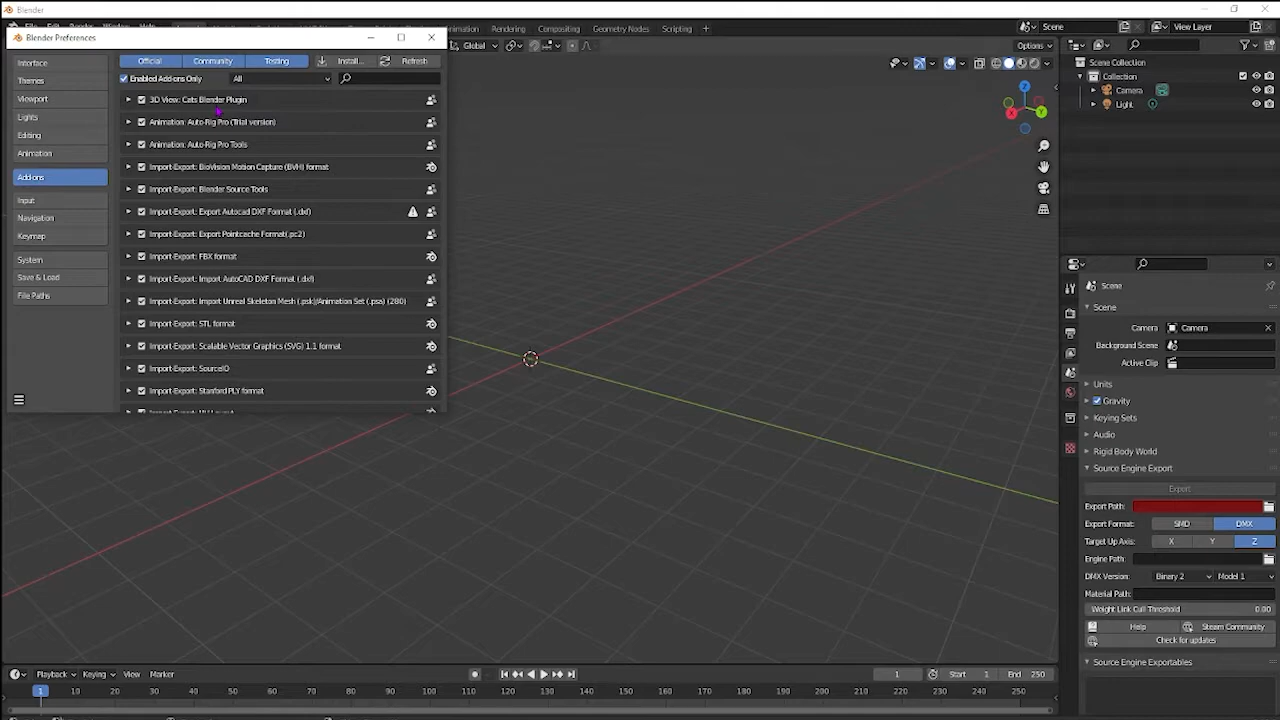 Blender
File Edit Render Window Help
Animation Rendering Compositing Geometry Nodes Scripting +
Scene
View Layer
Blender Preferences
Global
Options
Interface
Themes
Viewport
Lights
Editing
Animation
Add-ons
Input
Navigation
Keymap
System
Save & Load
File Paths
Official Community Testing Install... Refresh
Enabled Add-ons Only All
3D View: Cats Blender Plugin
Animation: Auto-Rig Pro (Trial version)
Animation: Auto-Rig Pro Tools
Import-Export: BioVision Motion Capture (BVH) format
Import-Export: Blender Source Tools
Import-Export: Export Autocad DXF Format (.dxf)
Import-Export: Export Pointcache Format(.pc2)
Import-Export: FBX format
Import-Export: Import AutoCAD DXF Format (.dxf)
Import-Export: Import Unreal Skeleton Mesh (.psk)/Animation Set (.psa) (280)
Import-Export: STL format
Import-Export: Scalable Vector Graphics (SVG) 1.1 format
Import-Export: SourceIO
Import-Export: Stanford PLY format
Z
Y
X
Scene Collection
Collection
Camera
Light
Scene
Scene
Camera Camera
Background Scene
Active Clip
Units
Gravity
Keying Sets
Audio
Rigid Body World
Source Engine Export
Export
Export Path:
Export Format: SMD DMX
Target Up Axis: X Y Z
Engine Path:
DMX Version: Binary 2 Model 1
Material Path:
Weight Link Cull Threshold 0.00
Help Steam Community
Check for updates
Source Engine Exportables
Playback Keying View Marker
1 Start 1 End 250
1 10 20 30 40 50 60 70 80 90 100 110 120 130 140 150 160 170 180 190 200 210 220 230 240 250